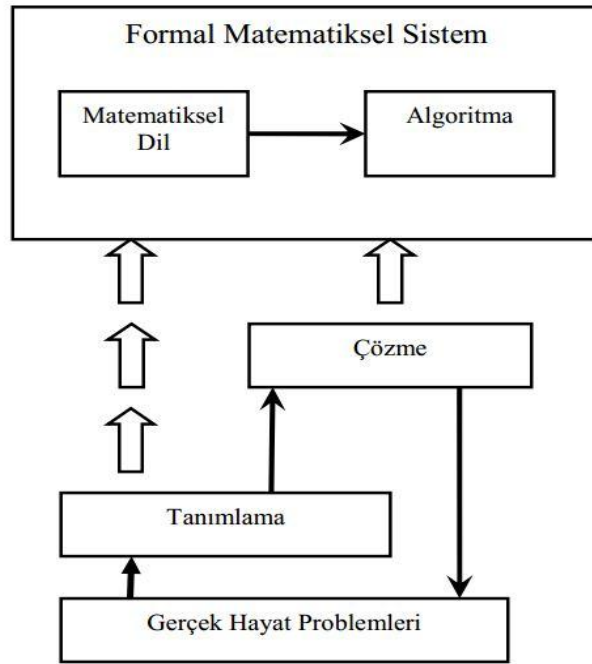 Formal Matematiksel Sistem
Matematiksel
Dil
Algoritma
Çözme
Tanımlama
Gerçek Hayat Problemleri